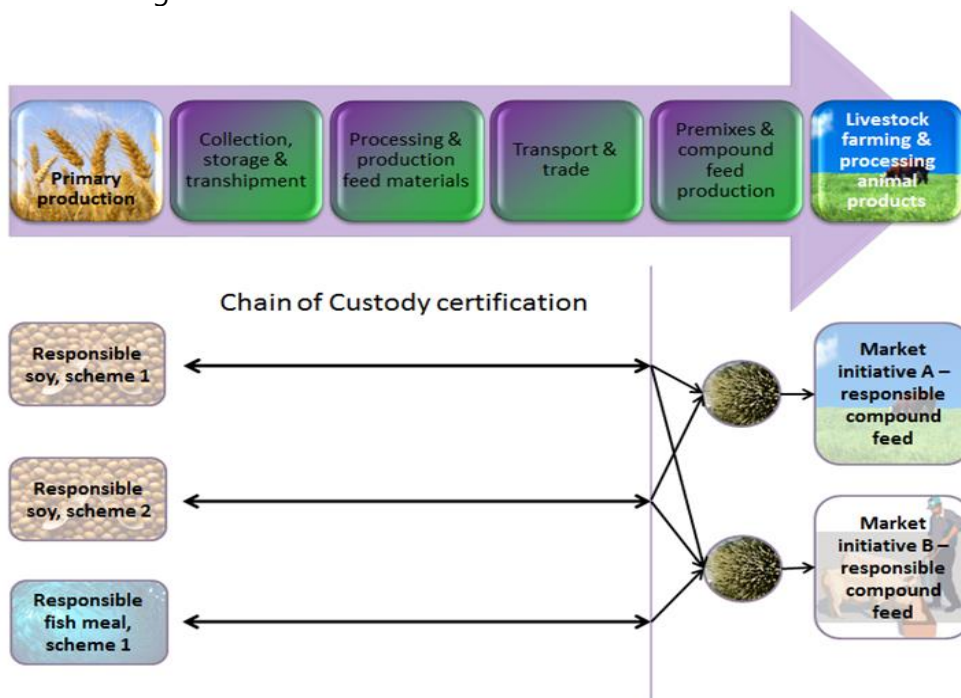 Primary
production
Collection,
storage &
transhipment
Processing &
production
feed materials
Transport &
trade
Premixes &
compound
feed
production
Livestock
farming &
processing
animal
products
Chain of Custody certification
Responsible
soy, scheme 1
Market
initiative A –
responsible
compound
feed
Responsible
soy, scheme 2
Market
initiative B –
responsible
compound
feed
Responsible
fish meal,
scheme 1